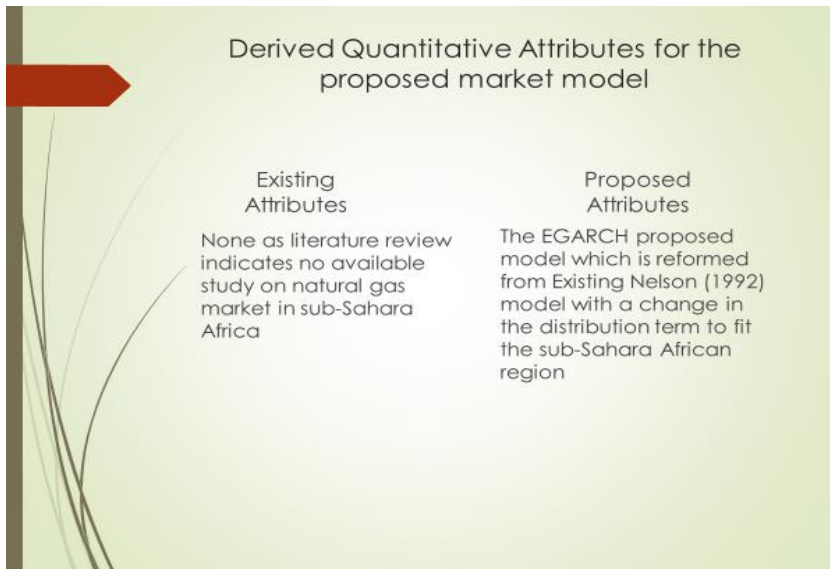 Derived Quantitative Attributes for the
proposed market model
Existing
Attributes
None as literature review
indicates no available
study on natural gas
market in sub-Sahara
Africa
Proposed
Attributes
The EGARCH proposed
model which is reformed
from Existing Nelson (1992)
model with a change in
the distribution term to fit
the sub-Sahara African
region